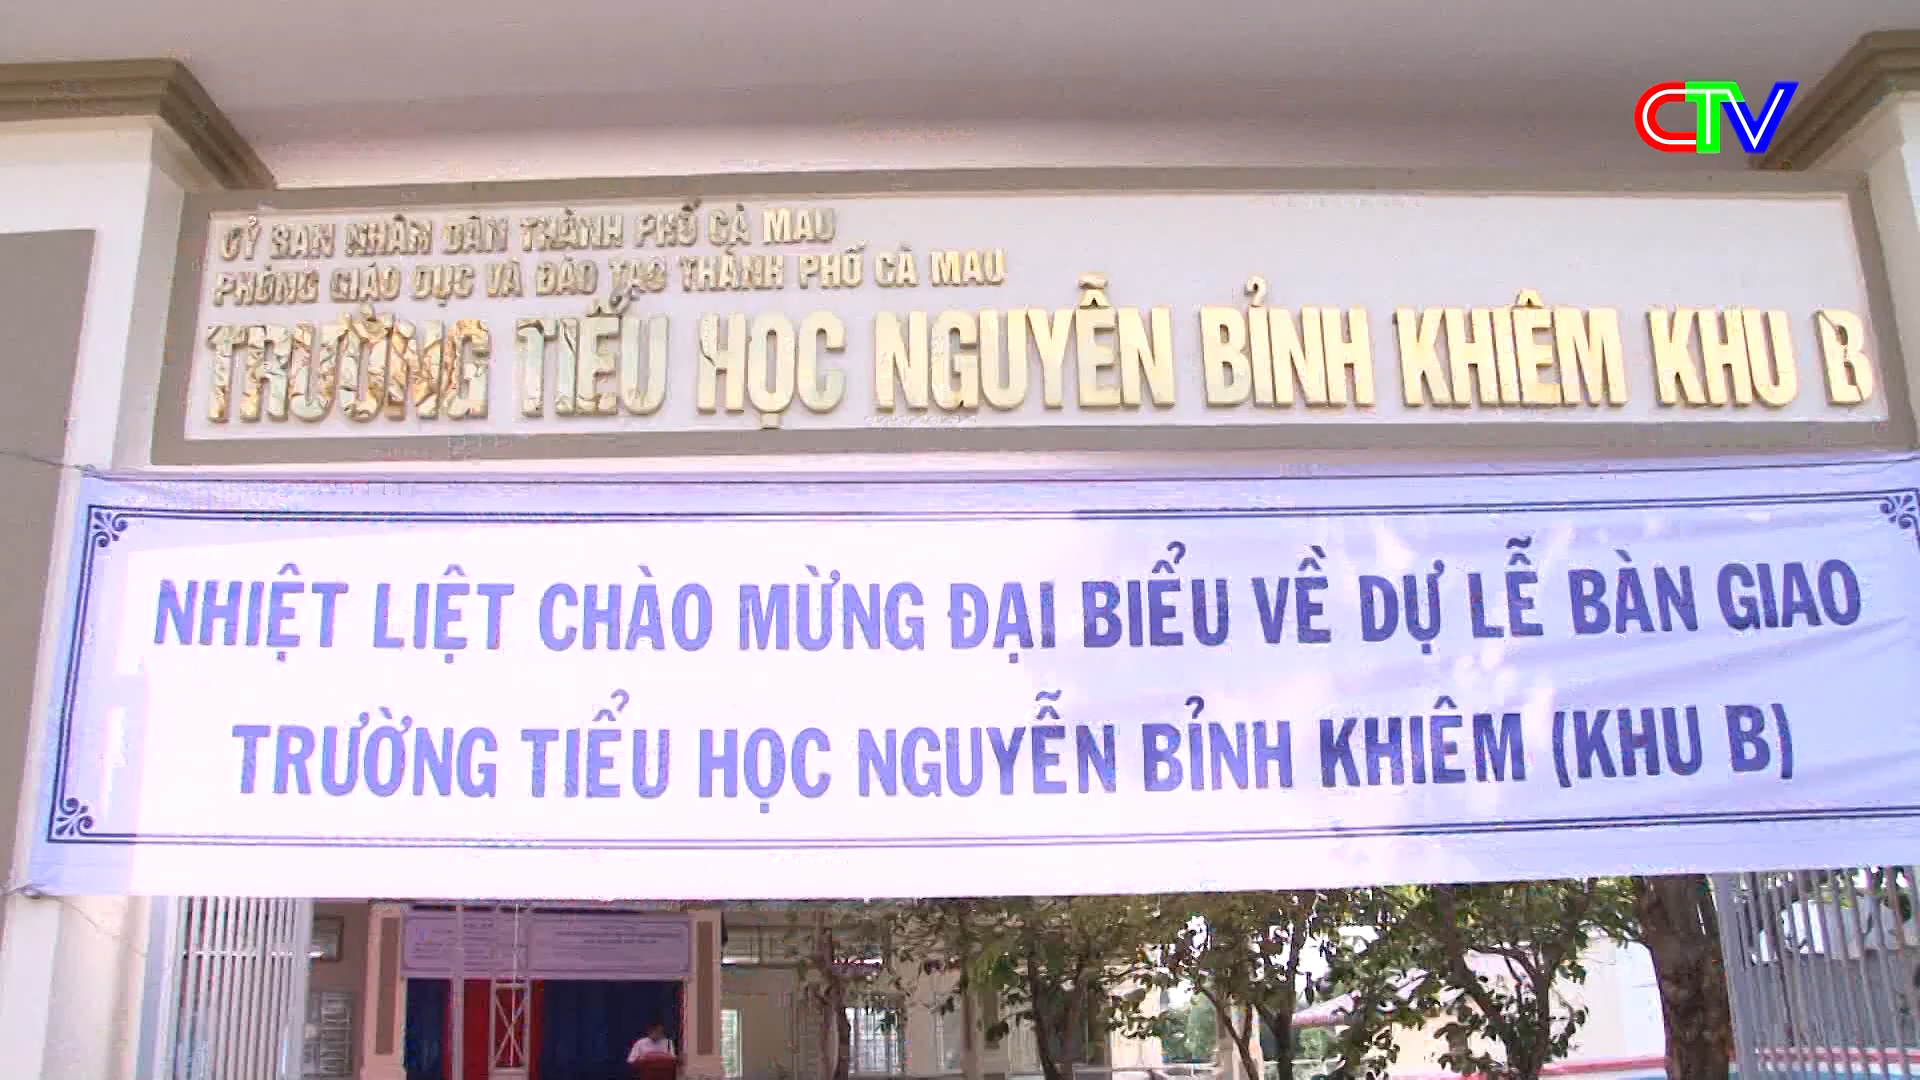 CTV
ỦY BAN NHÂN DÂN THÀNH PHỐ CÀ MAU
PHÒNG GIÁO DỤC VÀ ĐÀO TẠO THÀNH PHỐ CÀ MAU
TRƯỜNG TIỂU HỌC NGUYỄN BỈNH KHIÊM KHU B
NHIỆT LIỆT CHÀO MỪNG ĐẠI BIỂU VỀ DỰ LỄ BÀN GIAO
TRƯỜNG TIỂU HỌC NGUYỄN BỈNH KHIÊM (KHU B)